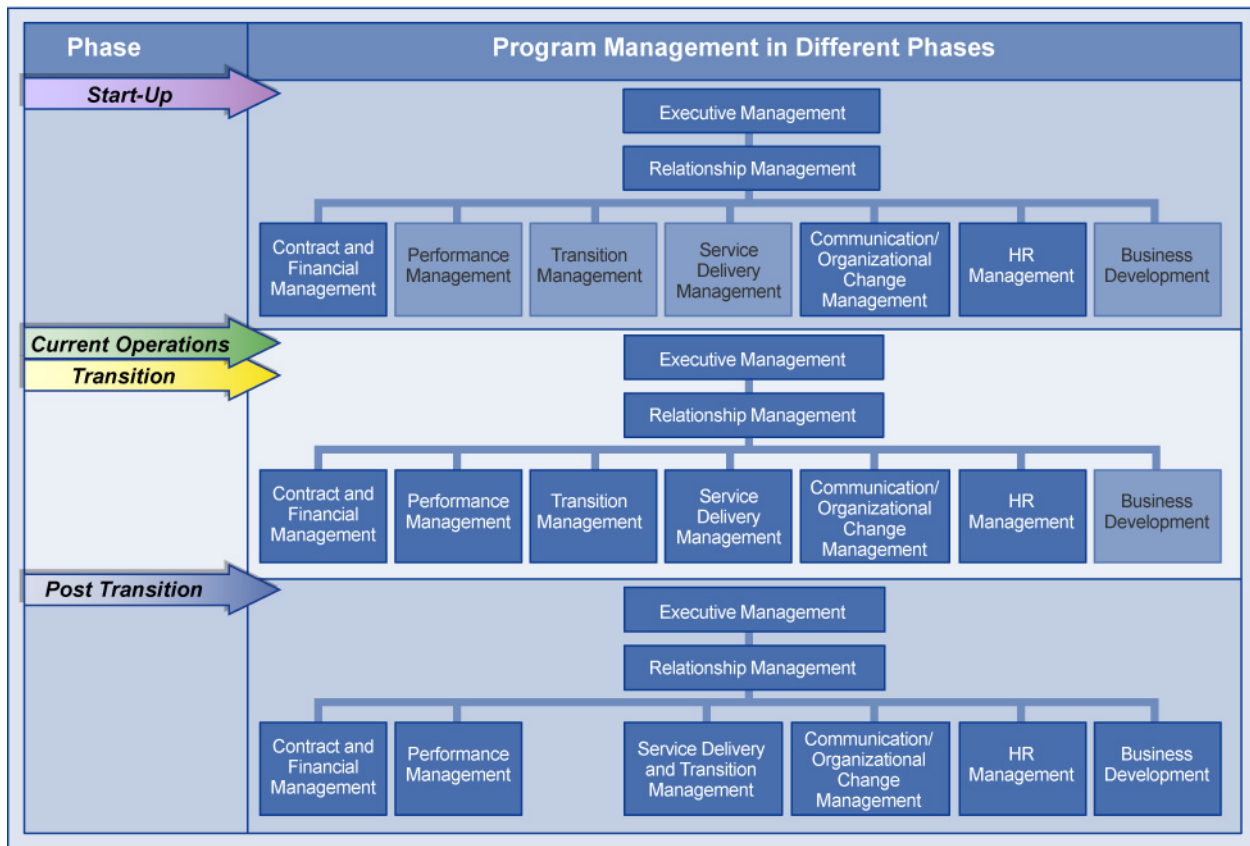 Phase
Program Management in Different Phases
Start-Up
Executive Management
Relationship Management
Contract and
Financial
Management
Performance
Management
Transition
Management
Service
Delivery
Management
Communication/
Organizational
Change
Management
HR
Management
Business
Development
Current Operations
Transition
Executive Management
Relationship Management
Contract and
Financial
Management
Performance
Management
Transition
Management
Service
Delivery
Management
Communication/
Organizational
Change
Management
HR
Management
Business
Development
Post Transition
Executive Management
Relationship Management
Contract and
Financial
Management
Performance
Management
Service Delivery
and Transition
Management
Communication/
Organizational
Change
Management
HR
Management
Business
Development